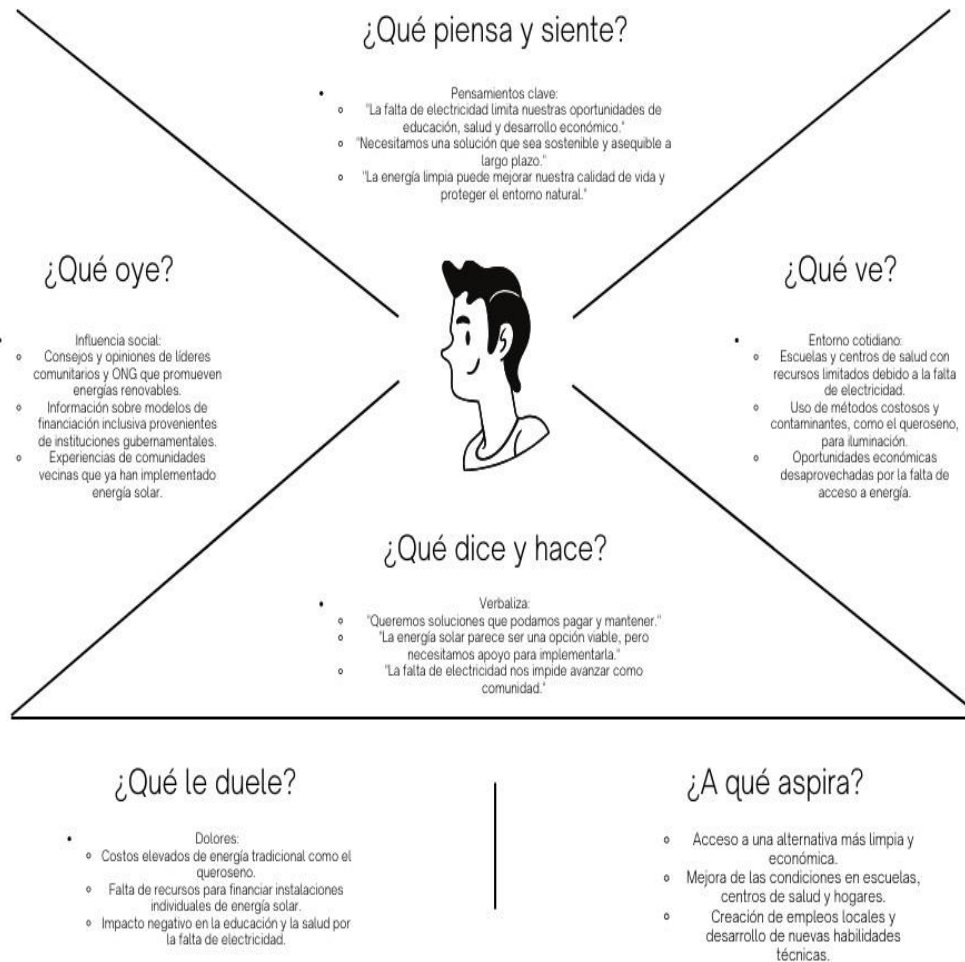 ¿Qué piensa y siente?
• Pensamientos clave:
◦ "La falta de electricidad limita nuestras oportunidades de
educación, salud y desarrollo económico."
◦ "Necesitamos una solución que sea sostenible y asequible a
largo plazo."
◦ "La energía limpia puede mejorar nuestra calidad de vida y
proteger el entorno natural."
¿Qué oye?
• Influencia social:
◦ Consejos y opiniones de líderes
comunitarios y ONG que promueven
energías renovables.
◦ Información sobre modelos de
financiación inclusiva provenientes
de instituciones gubernamentales.
◦ Experiencias de comunidades
vecinas que ya han implementado
energía solar.
¿Qué ve?
• Entorno cotidiano:
◦ Escuelas y centros de salud con
recursos limitados debido a la falta
de electricidad.
◦ Uso de métodos costosos y
contaminantes, como el queroseno,
para iluminación.
◦ Oportunidades económicas
desaprovechadas por la falta de
acceso a energía.
¿Qué dice y hace?
• Verbaliza:
◦ "Queremos soluciones que podamos pagar y mantener."
◦ "La energía solar parece ser una opción viable, pero
necesitamos apoyo para implementarla."
◦ "La falta de electricidad nos impide avanzar como
comunidad."
¿Qué le duele?
• Dolores:
◦ Costos elevados de energía tradicional como el
queroseno.
◦ Falta de recursos para financiar instalaciones
individuales de energía solar.
◦ Impacto negativo en la educación y la salud por
la falta de electricidad.
¿A qué aspira?
◦ Acceso a una alternativa más limpia y
económica.
◦ Mejora de las condiciones en escuelas,
centros de salud y hogares.
◦ Creación de empleos locales y
desarrollo de nuevas habilidades
técnicas.